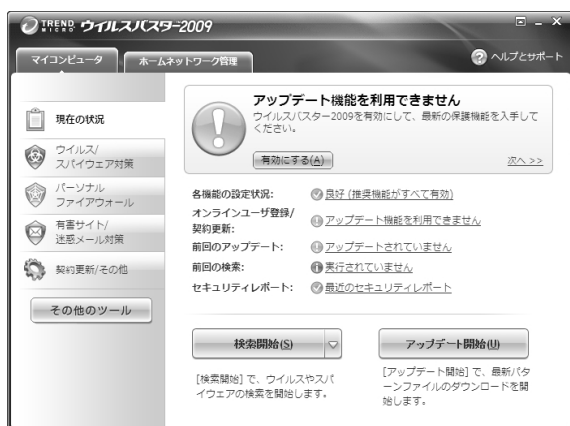 TREND MICRO ウイルスバスター2009
マイコンピュータ
ホームネットワーク管理
ヘルプとサポート
現在の状況
ウイルス/
スパイウェア対策
パーソナル
ファイアウォール
有害サイト/
迷惑メール対策
契約更新/その他
その他のツール
アップデート機能を利用できません
ウイルスバスター2009を有効にして、最新の保護機能を入手して
ください。
有効にする(A)
次へ >>
各機能の設定状況: 良好 (推奨機能がすべて有効)
オンラインユーザ登録/
契約更新: アップデート機能を利用できません
前回のアップデート: アップデートされていません
前回の検索: 実行されていません
セキュリティレポート: 最近のセキュリティレポート
検索開始(S)
[検索開始] で、ウイルスやスパ
イウェアの検索を開始します。
アップデート開始(U)
[アップデート開始] で、最新パタ
ーンファイルのダウンロードを開
始します。